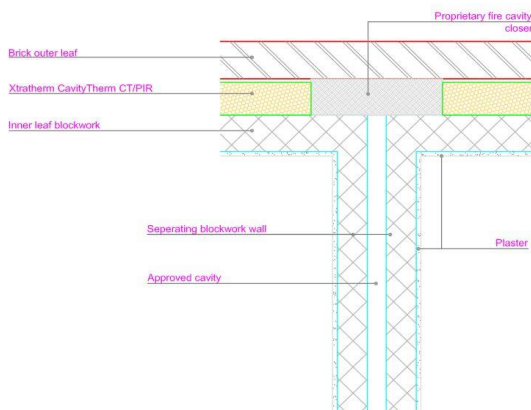 Proprietary fire cavity
closer
Brick outer leaf
Xtratherm CavityTherm CT/PIR
Inner leaf blockwork
Seperating blockwork wall
Plaster
Approved cavity